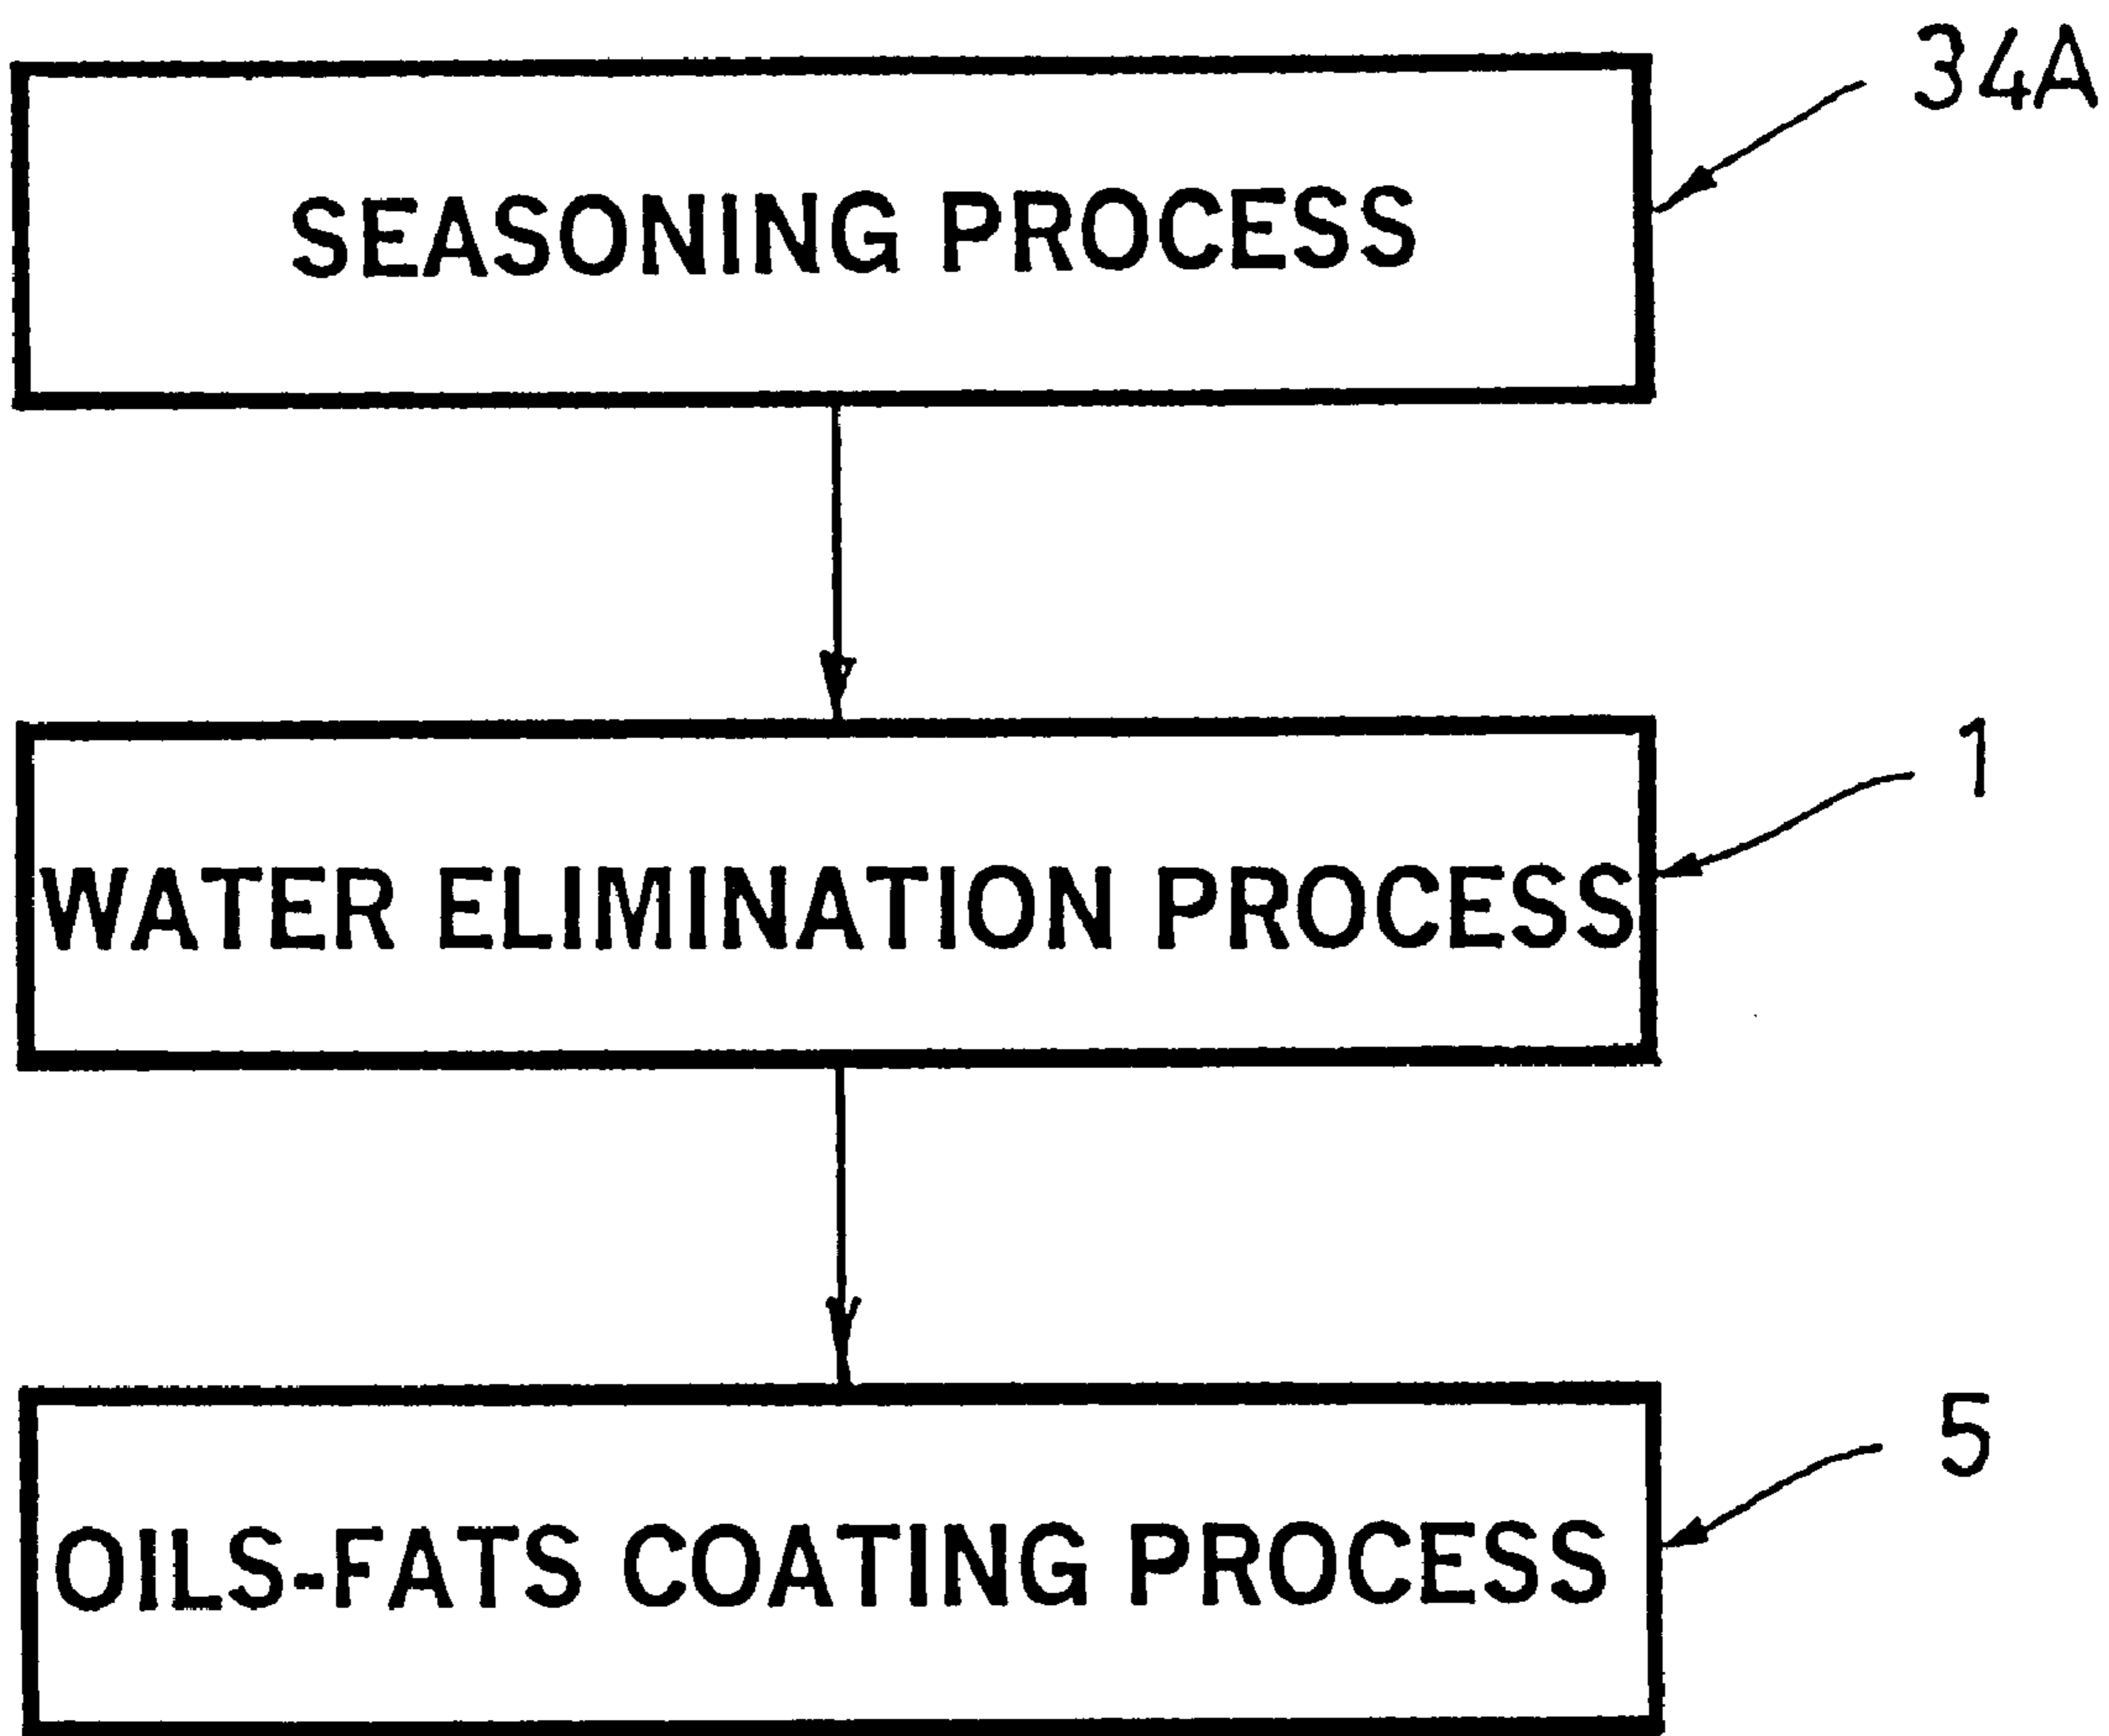 34A
SEASONING PROCESS
1
WATER ELIMINATION PROCESS
5
OILS-FATS COATING PROCESS